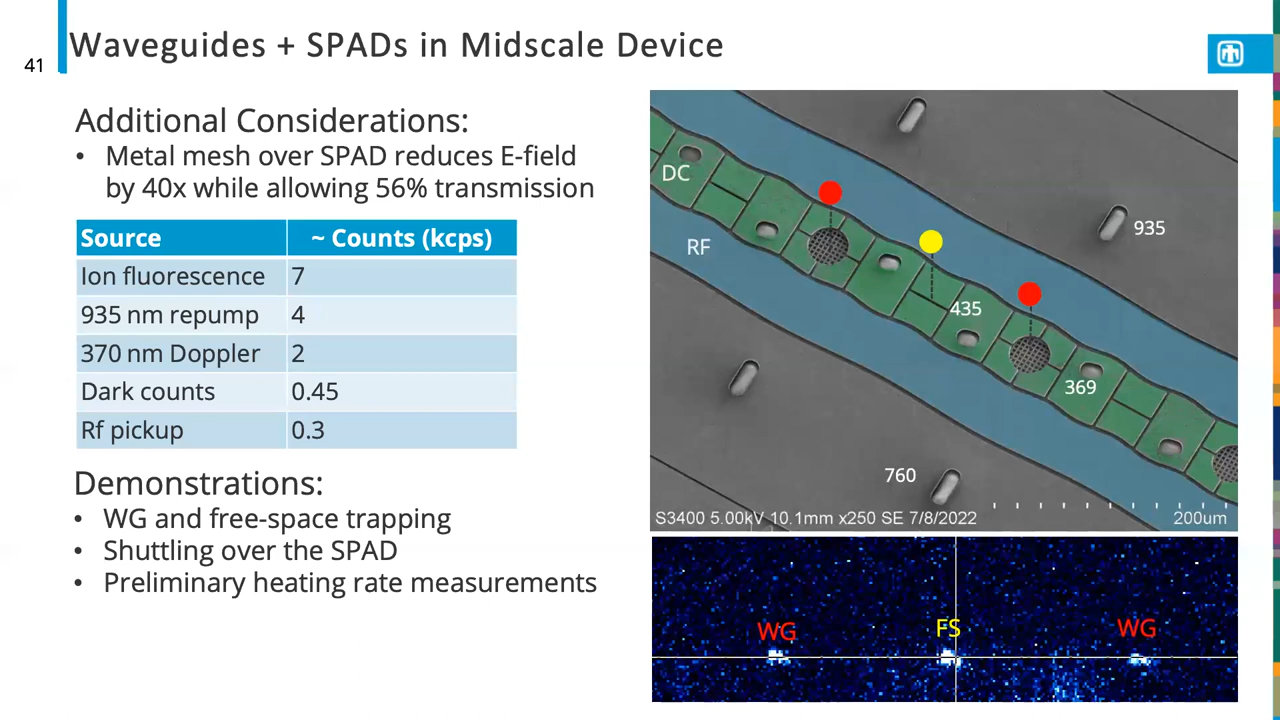 Waveguides + SPADs in Midscale Device
41
Additional Considerations:
• Metal mesh over SPAD reduces E-field
by 40x while allowing 56% transmission
Source ~ Counts (kcps)
Ion fluorescence 7
935 nm repump 4
370 nm Doppler 2
Dark counts 0.45
Rf pickup 0.3
Demonstrations:
• WG and free-space trapping
• Shuttling over the SPAD
• Preliminary heating rate measurements
DC
RF
935
435
369
760
S3400 5.00kV 10.1mm x250 SE 7/8/2022 200um
WG FS WG